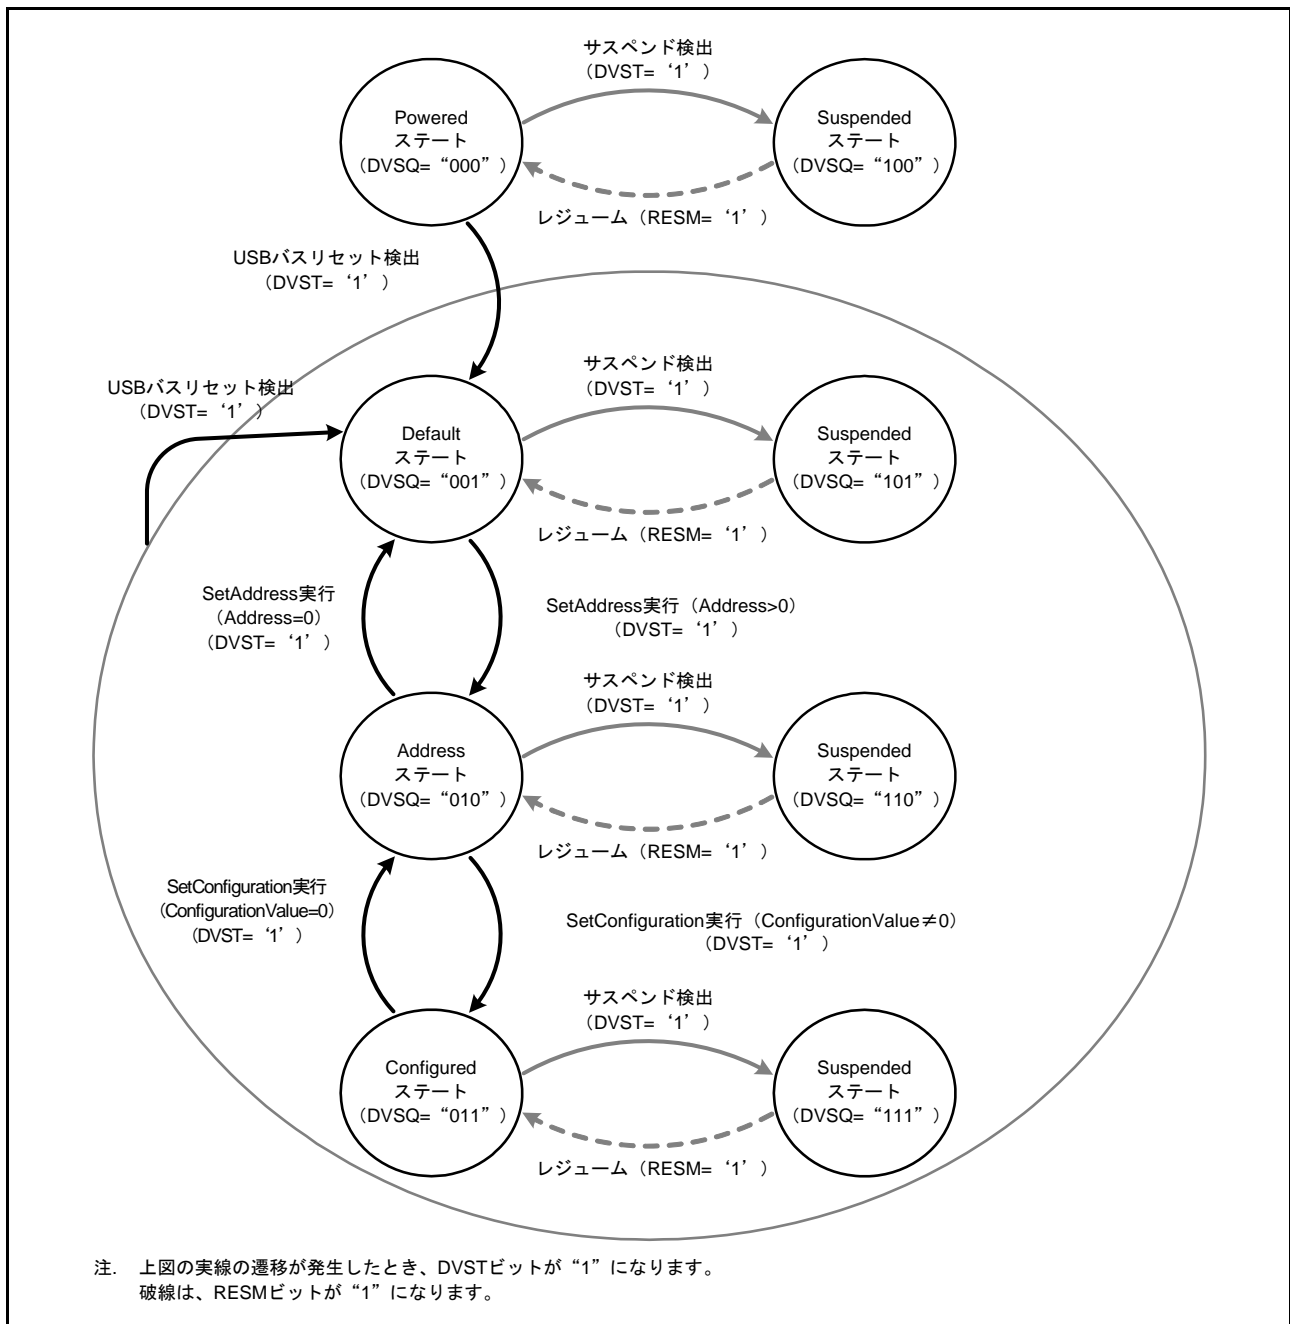 サスペンド検出
（DVST=‘1’）
Powered
ステート
（DVSQ=“000”）
Suspended
ステート
（DVSQ=“100”）
レジューム（RESM=‘1’）
USBバスリセット検出
（DVST=‘1’）
USBバスリセット検出
（DVST=‘1’）
サスペンド検出
（DVST=‘1’）
Default
ステート
（DVSQ=“001”）
Suspended
ステート
（DVSQ=“101”）
レジューム（RESM=‘1’）
SetAddress実行
（Address=0）
（DVST=‘1’）
SetAddress実行（Address>0）
（DVST=‘1’）
サスペンド検出
（DVST=‘1’）
Address
ステート
（DVSQ=“010”）
Suspended
ステート
（DVSQ=“110”）
レジューム（RESM=‘1’）
SetConfiguration実行
（ConfigurationValue=0）
（DVST=‘1’）
SetConfiguration実行（ConfigurationValue≠0）
（DVST=‘1’）
サスペンド検出
（DVST=‘1’）
Configured
ステート
（DVSQ=“011”）
Suspended
ステート
（DVSQ=“111”）
レジューム（RESM=‘1’）
注. 上図の実線の遷移が発生したとき、DVSTビットが“1”になります。
破線は、RESMビットが“1”になります。